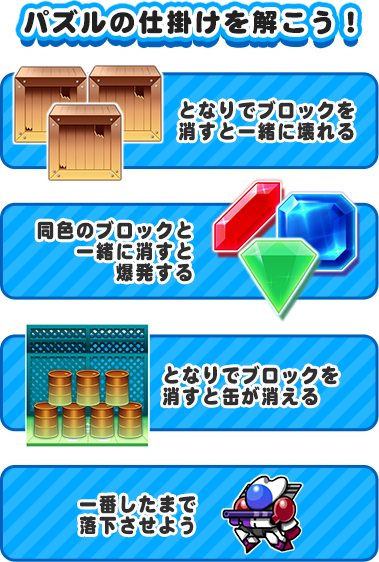 パズルの仕掛けを解こう！
となりでブロックを
消すと一緒に壊れる
同色のブロックと
一緒に消すと
爆発する
となりでブロックを
消すと缶が消える
一番したまで
落下させよう